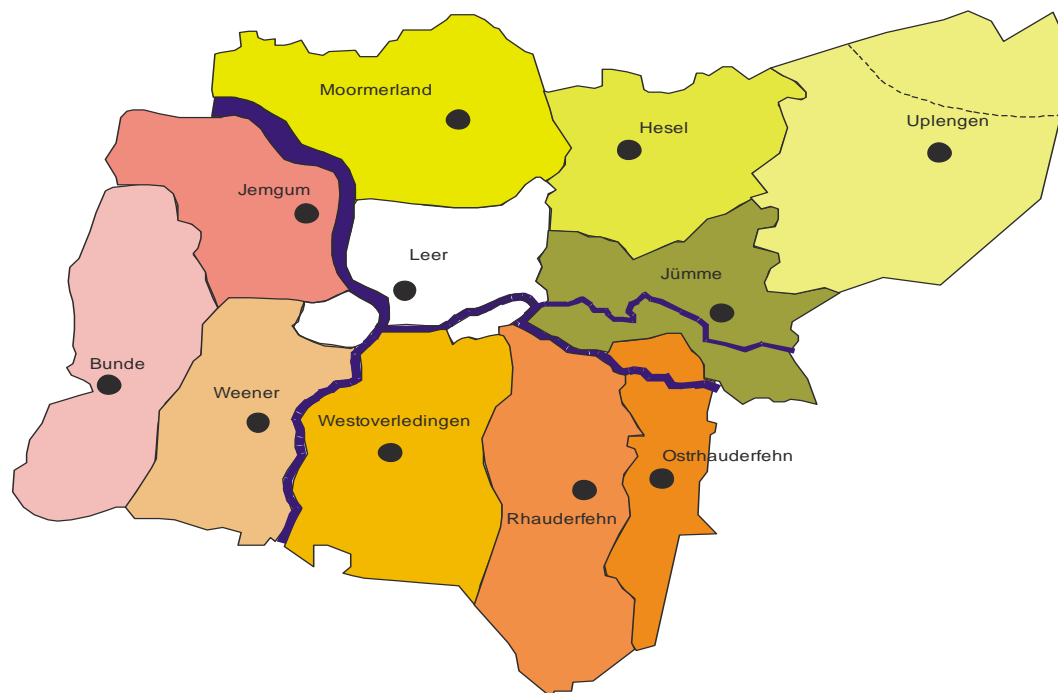 Moormerland
Hesel
Uplengen
Jemgum
Leer
Jümme
Bunde
Weener
Westoverledingen
Ostrhauderfehn
Rhauderfehn